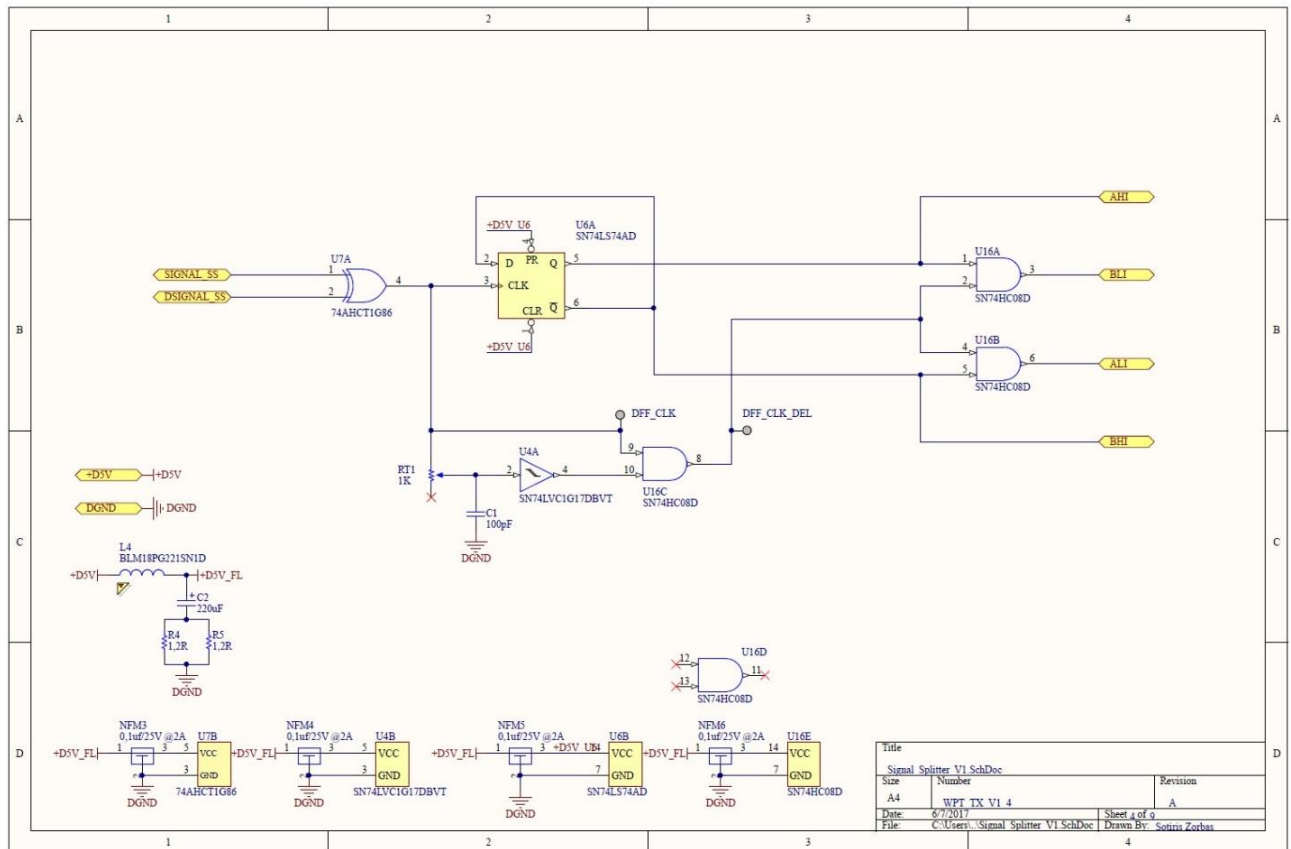 1 2 3 4
A A
B B
C C
D D
AHI
+D5V_U6
U6A
SN74LS74AD
4
2 D PR Q 5
3 CLK
CLR Q 6
1
+D5V_U6
U7A
SIGNAL_SS 1
DSIGNAL_SS 2
4
74AHCT1G86
U16A
1
2
3
BLI
SN74HC08D
U16B
4
5
6
ALI
SN74HC08D
DFF_CLK
DFF_CLK_DEL
BHI
RT1
1K
U4A
2 4
SN74LVC1G17DBVT
9
10
8
U16C
SN74HC08D
C1
100pF
DGND
+D5V +D5V
DGND DGND
L4
BLM18PG221SN1D
+D5V +D5V_FL
+ C2
220uF
R4
1,2R
R5
1,2R
DGND
U16D
12
13
11
SN74HC08D
NFM3
0,1uf/25V @2A
U7B
+D5V_FL 1 3 5 VCC
2
3 GND
74AHCT1G86
DGND
NFM4
0,1uf/25V @2A
U4B
+D5V_FL 1 3 5 VCC
2
3 GND
SN74LVC1G17DBVT
DGND
NFM5
0,1uf/25V @2A
U6B
+D5V_FL 1 3 +D5V_U6 14 VCC
2
7 GND
SN74LS74AD
DGND
NFM6
0,1uf/25V @2A
U16E
+D5V_FL 1 3 14 VCC
2
7 GND
SN74HC08D
DGND
Title
Signal_Splitter_V1.SchDoc
Size Number Revision
A4 WPT_TX_V1_4 A
Date: 6/7/2017 Sheet 4 of 9
File: C:\Users\..\Signal_Splitter_V1.SchDoc Drawn By: Sotiris Zorbas
1 2 3 4